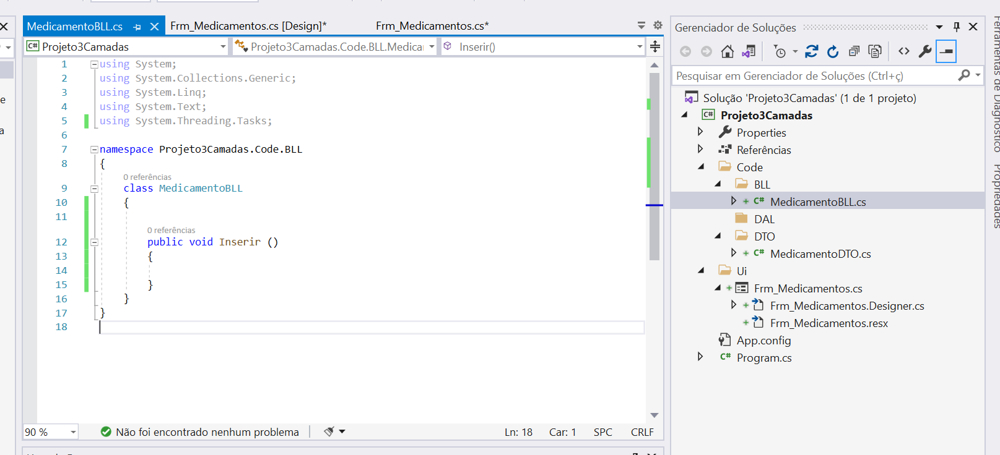 MedicamentoBLL.cs
Frm_Medicamentos.cs [Design]*
Frm_Medicamentos.cs*
C# Projeto3Camadas
Projeto3Camadas.Code.BLL.Medica
Inserir()
1 using System;
2 using System.Collections.Generic;
3 using System.Linq;
4 using System.Text;
5 using System.Threading.Tasks;
6
7 namespace Projeto3Camadas.Code.BLL
8 {
0 referências
9 class MedicamentoBLL
10 {
11
0 referências
12 public void Inserir ()
13 {
14
15 }
16 }
17 }
18
90 %
Não foi encontrado nenhum problema
Ln: 18
Car: 1
SPC
CRLF
Gerenciador de Soluções
Pesquisar em Gerenciador de Soluções (Ctrl+ç)
Solução 'Projeto3Camadas' (1 de 1 projeto)
C# Projeto3Camadas
Properties
Referências
Code
BLL
+ C# MedicamentoBLL.cs
DAL
DTO
+ C# MedicamentoDTO.cs
Ui
+ Frm_Medicamentos.cs
+ Frm_Medicamentos.Designer.cs
+ Frm_Medicamentos.resx
App.config
C# Program.cs
Ferramentas de Diagnóstico
Propriedades
e
a